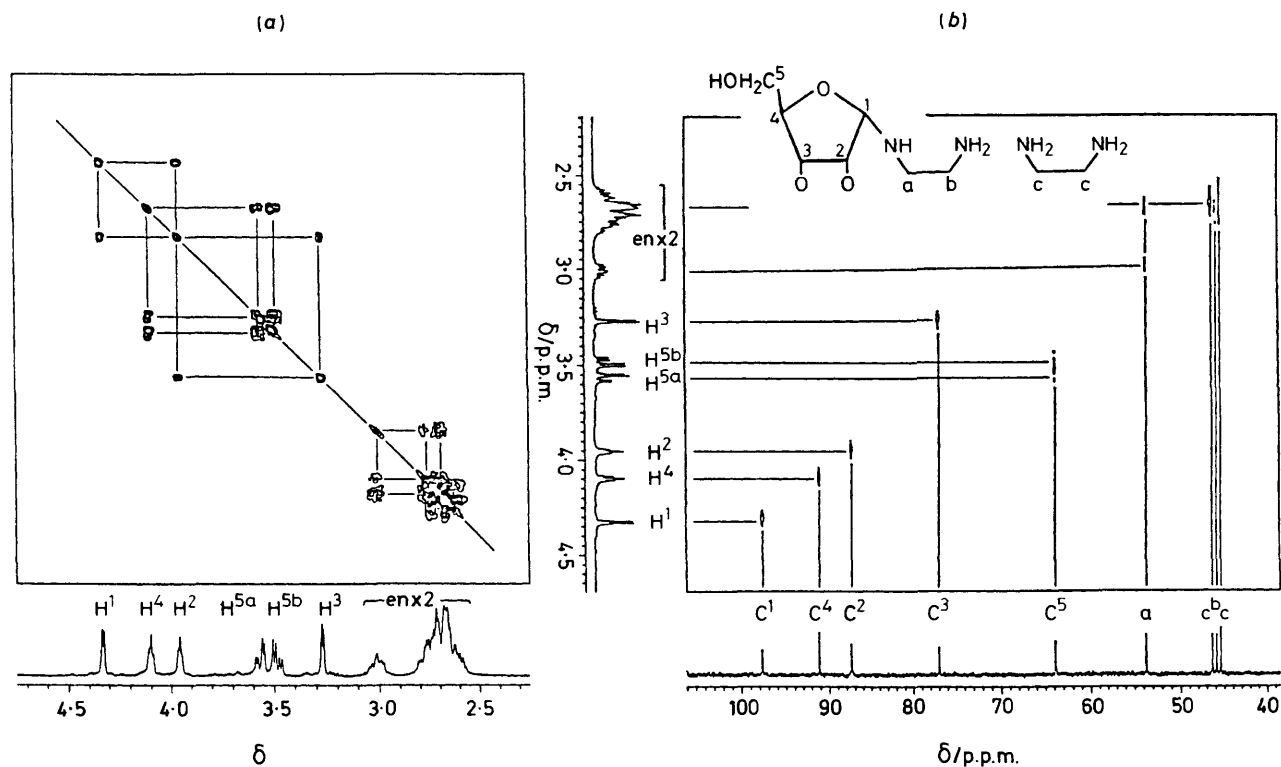 (a)
H¹ H⁴ H² H⁵ᵃ H⁵ᵇ H³ enx2
4·5 4·0 3·5 3·0 2·5
δ
(b)
HOH₂C⁵ O 1
4 NH NH₂ NH₂ NH₂
3 2
O O a b c c
2·5
enx2
3·0
δ/p.p.m.
H³
H⁵ᵇ
3·5
H⁵ᵃ
H²
4·0
H⁴
H¹
4·5
C¹ C⁴ C² C³ C⁵ a c b c
100 90 80 70 60 50 40
δ/p.p.m.